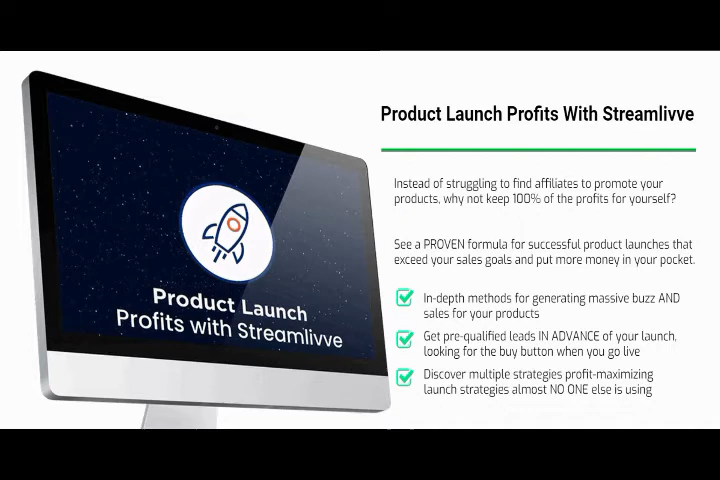 Product Launch Profits With Streamlivve
Instead of struggling to find affiliates to promote your
products, why not keep 100% of the profits for yourself?
See a PROVEN formula for successful product launches that
exceed your sales goals and put more money in your pocket.
In-depth methods for generating massive buzz AND
sales for your products
Get pre-qualified leads IN ADVANCE of your launch,
looking for the buy button when you go live
Discover multiple strategies profit-maximizing
launch strategies almost NO ONE else is using
Product Launch
Profits with Streamlivve